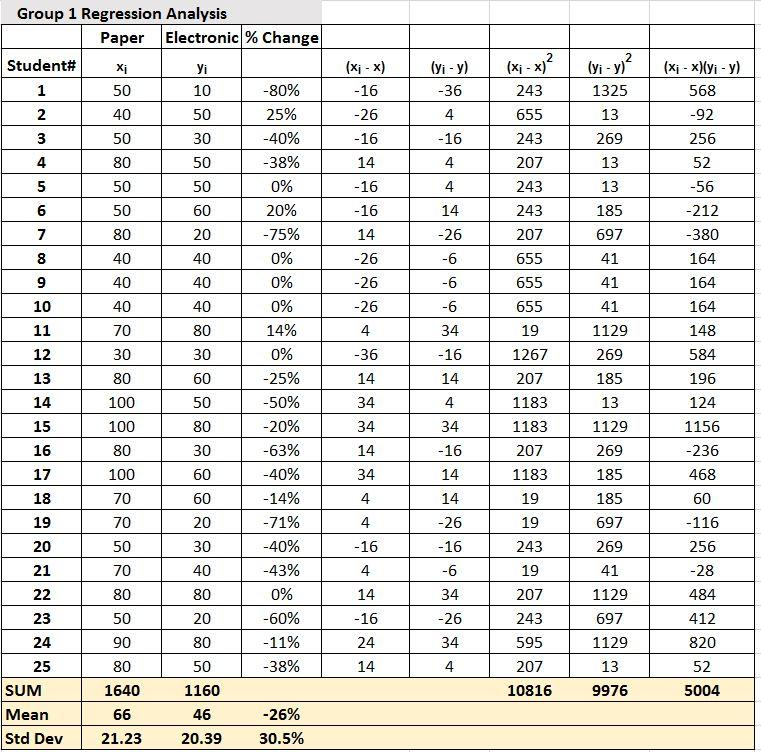 Group 1 Regression Analysis
Paper Electronic % Change
Student# xi yi (xi - x) (yi - y) (xi - x)2 (yi - y)2 (xi - x)(yi - y)
1 50 10 -80% -16 -36 243 1325 568
2 40 50 25% -26 4 655 13 -92
3 50 30 -40% -16 -16 243 269 256
4 80 50 -38% 14 4 207 13 52
5 50 50 0% -16 4 243 13 -56
6 50 60 20% -16 14 243 185 -212
7 80 20 -75% 14 -26 207 697 -380
8 40 40 0% -26 -6 655 41 164
9 40 40 0% -26 -6 655 41 164
10 40 40 0% -26 -6 655 41 164
11 70 80 14% 4 34 19 1129 148
12 30 30 0% -36 -16 1267 269 584
13 80 60 -25% 14 14 207 185 196
14 100 50 -50% 34 4 1183 13 124
15 100 80 -20% 34 34 1183 1129 1156
16 80 30 -63% 14 -16 207 269 -236
17 100 60 -40% 34 14 1183 185 468
18 70 60 -14% 4 14 19 185 60
19 70 20 -71% 4 -26 19 697 -116
20 50 30 -40% -16 -16 243 269 256
21 70 40 -43% 4 -6 19 41 -28
22 80 80 0% 14 34 207 1129 484
23 50 20 -60% -16 -26 243 697 412
24 90 80 -11% 24 34 595 1129 820
25 80 50 -38% 14 4 207 13 52
SUM 1640 1160 10816 9976 5004
Mean 66 46 -26%
Std Dev 21.23 20.39 30.5%